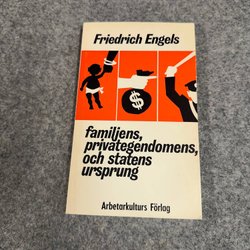 Friedrich Engels
$
familjens,
privategendomens,
och statens
ursprung
Arbetarkulturs Förlag